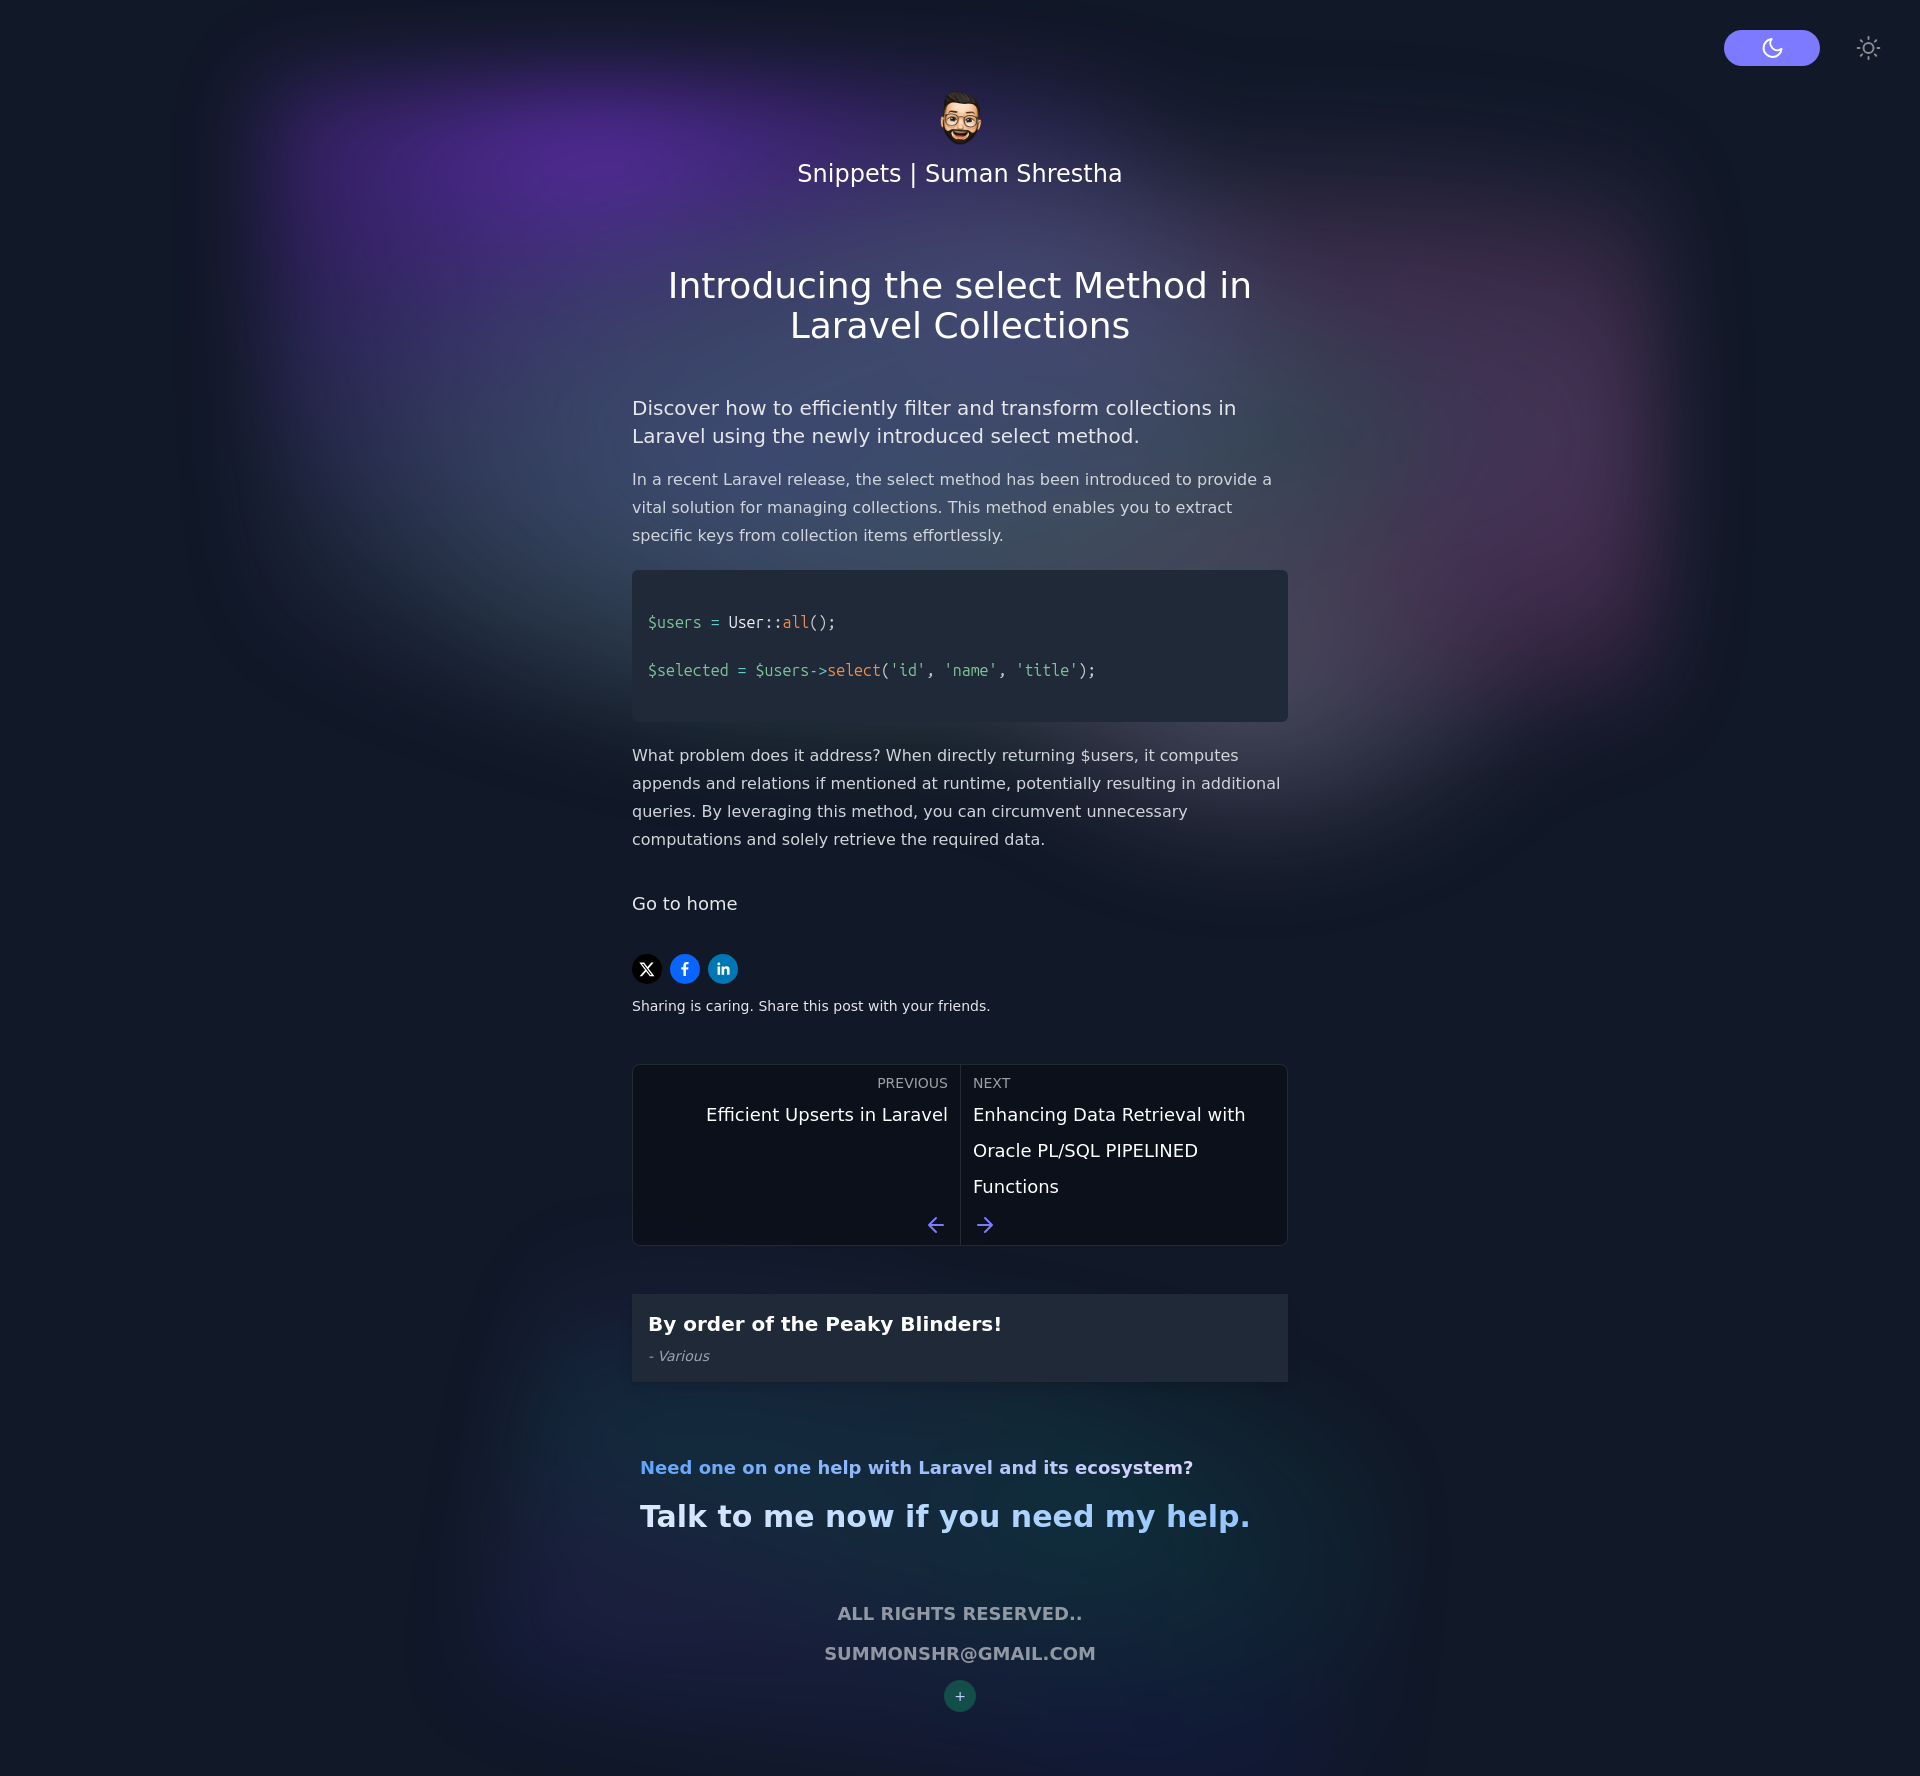 Snippets | Suman Shrestha
Introducing the select Method in
Laravel Collections
Discover how to efficiently filter and transform collections in
Laravel using the newly introduced select method.
In a recent Laravel release, the select method has been introduced to provide a
vital solution for managing collections. This method enables you to extract
specific keys from collection items effortlessly.
$users = User::all();
$selected = $users->select('id', 'name', 'title');
What problem does it address? When directly returning $users, it computes
appends and relations if mentioned at runtime, potentially resulting in additional
queries. By leveraging this method, you can circumvent unnecessary
computations and solely retrieve the required data.
Go to home
Sharing is caring. Share this post with your friends.
PREVIOUS
Efficient Upserts in Laravel
NEXT
Enhancing Data Retrieval with
Oracle PL/SQL PIPELINED
Functions
By order of the Peaky Blinders!
- Various
Need one on one help with Laravel and its ecosystem?
Talk to me now if you need my help.
ALL RIGHTS RESERVED..
SUMMONSHR@GMAIL.COM
+